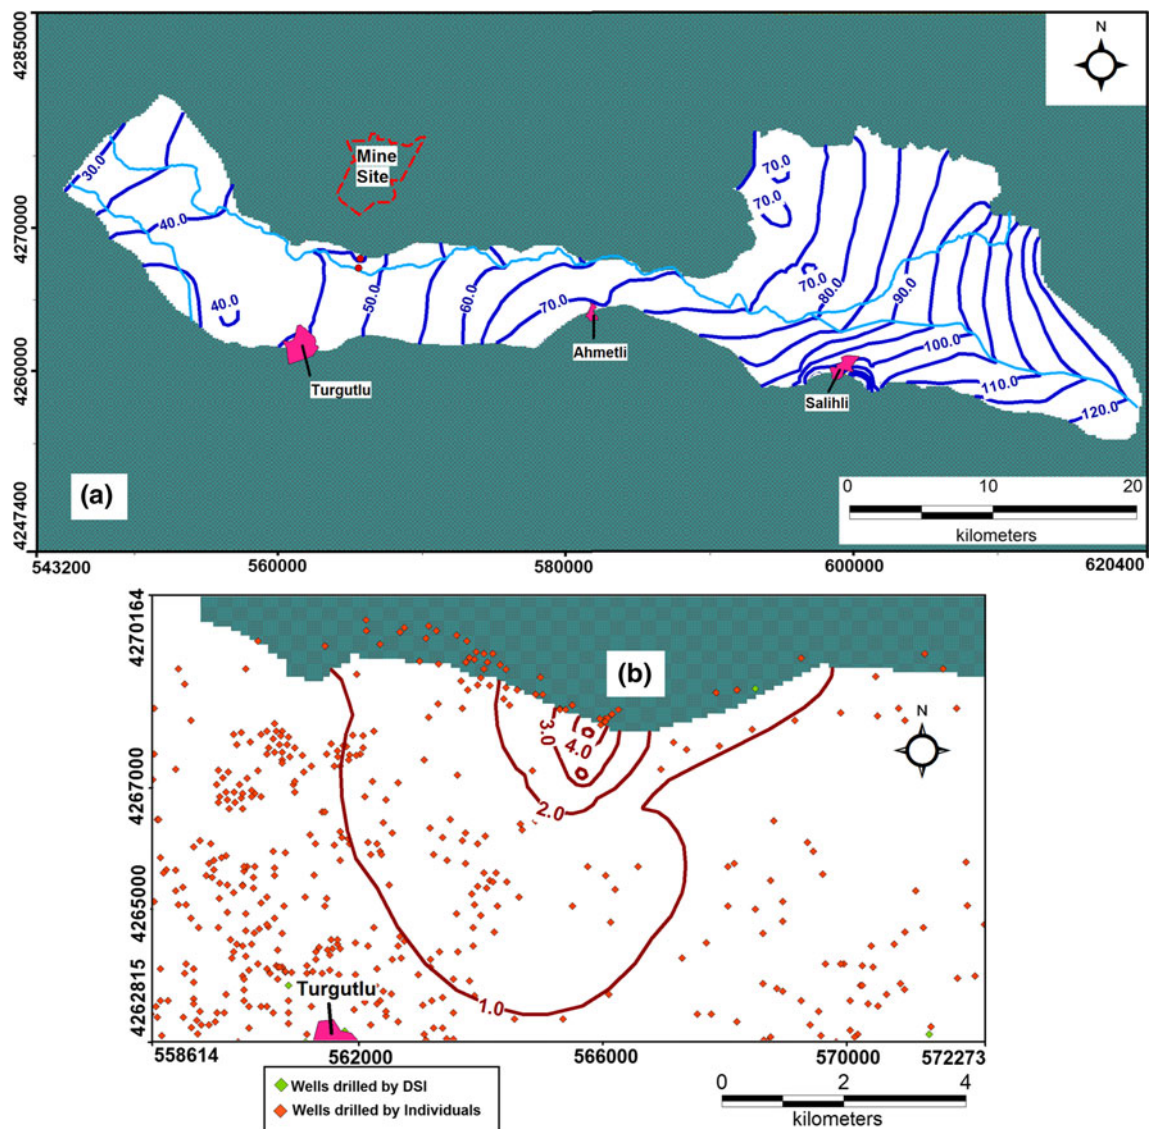 4285000
4270000
4260000
4247400
N
Mine
Site
30.0
40.0
40.0
50.0
60.0
70.0
70.0
70.0
70.0
80.0
90.0
100.0
110.0
120.0
Turgutlu
Ahmetli
Salihli
(a)
0 10 20
kilometers
543200 560000 580000 600000 620400
4270164
4267000
4265000
4262815
(b)
N
3.0
4.0
2.0
1.0
Turgutlu
558614 562000 566000 570000 572273
Wells drilled by DSI
Wells drilled by Individuals
0 2 4
kilometers